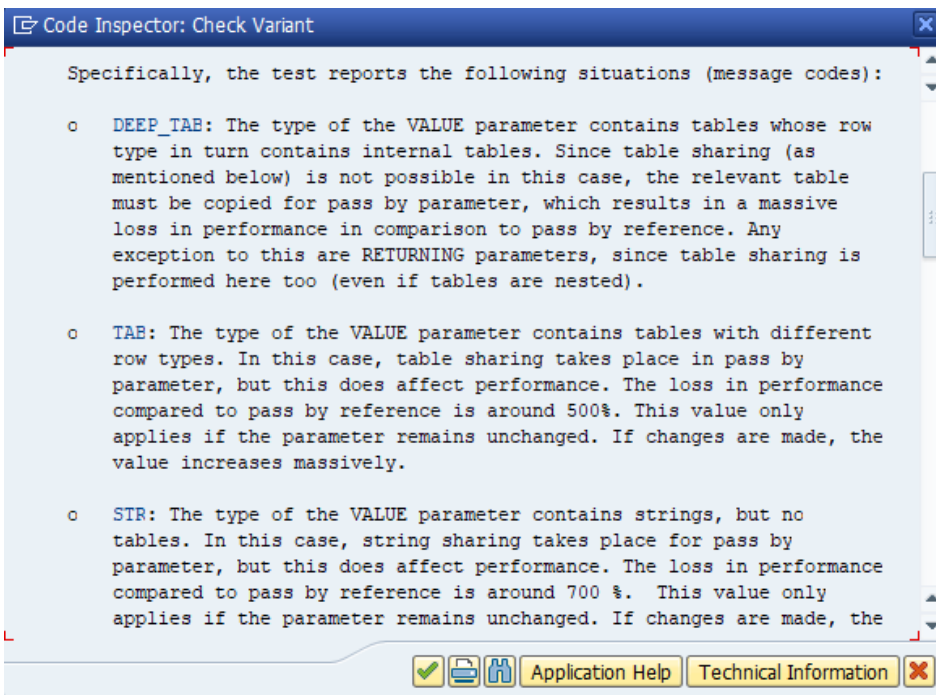 Code Inspector: Check Variant
Specifically, the test reports the following situations (message codes):
o DEEP_TAB: The type of the VALUE parameter contains tables whose row
type in turn contains internal tables. Since table sharing (as
mentioned below) is not possible in this case, the relevant table
must be copied for pass by parameter, which results in a massive
loss in performance in comparison to pass by reference. Any
exception to this are RETURNING parameters, since table sharing is
performed here too (even if tables are nested).
o TAB: The type of the VALUE parameter contains tables with different
row types. In this case, table sharing takes place in pass by
parameter, but this does affect performance. The loss in performance
compared to pass by reference is around 500%. This value only
applies if the parameter remains unchanged. If changes are made, the
value increases massively.
o STR: The type of the VALUE parameter contains strings, but no
tables. In this case, string sharing takes place for pass by
parameter, but this does affect performance. The loss in performance
compared to pass by reference is around 700 %.  This value only
applies if the parameter remains unchanged. If changes are made, the
Application Help Technical Information